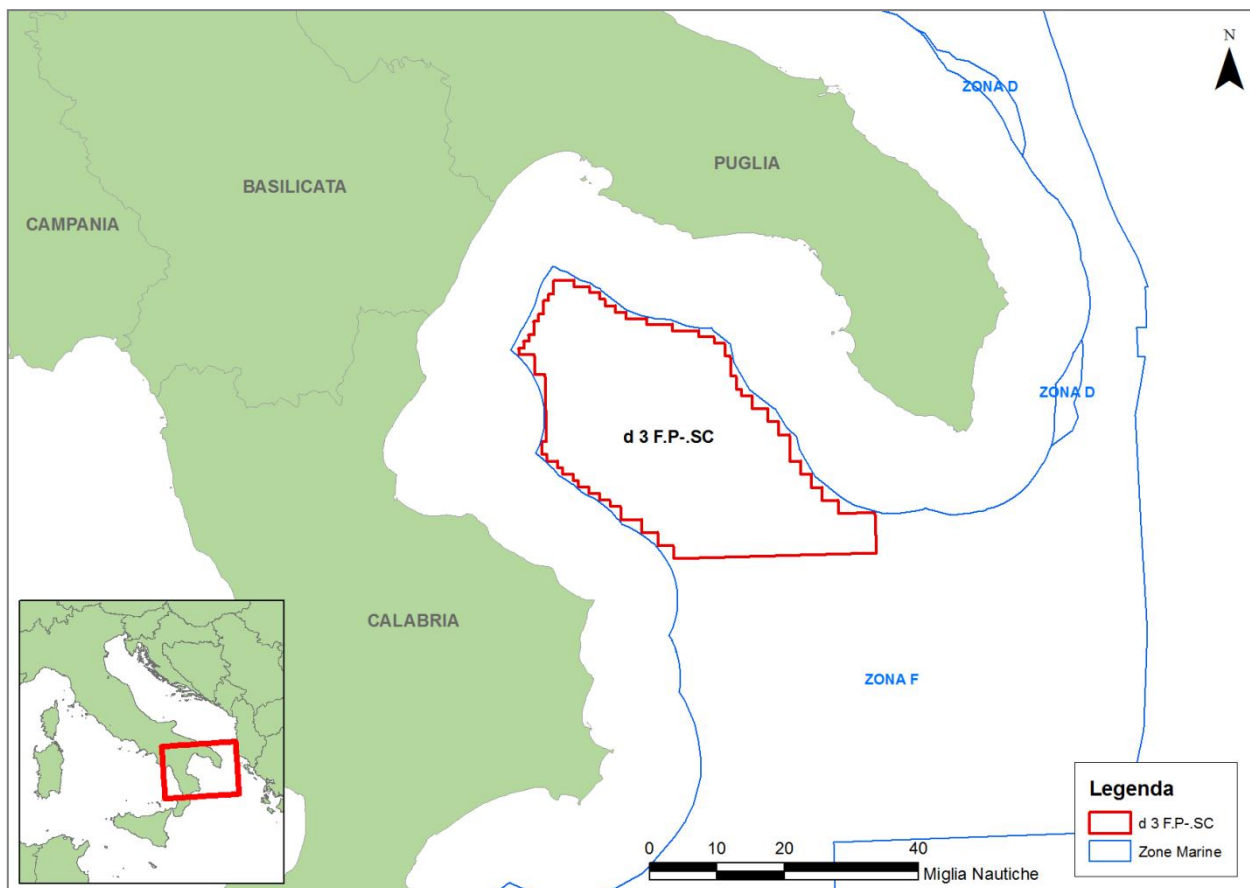 N
ZONA D
PUGLIA
BASILICATA
CAMPANIA
ZONA D
d 3 F.P-.SC
CALABRIA
ZONA F
Legenda
d 3 F.P-.SC
Zone Marine
0 10 20 40
Miglia Nautiche